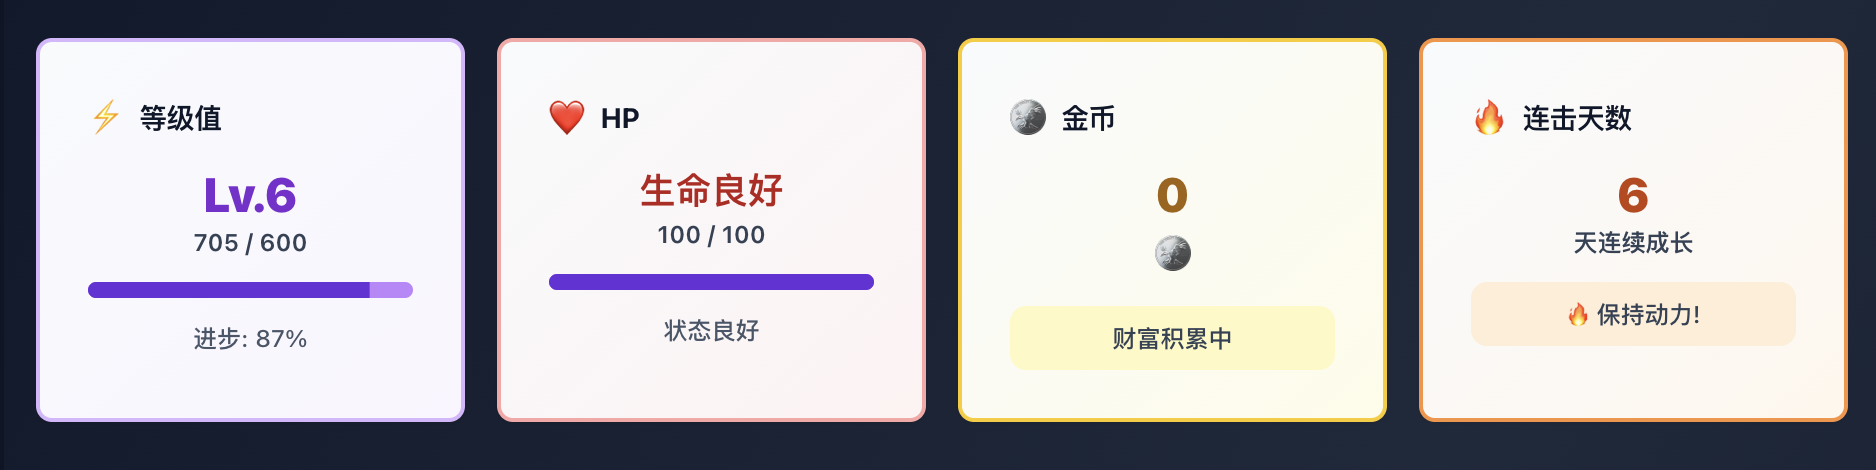 ⚡ 等级值
Lv.6
705 / 600
进步: 87%
❤️ HP
生命良好
100 / 100
状态良好
金币
0
财富积累中
🔥 连击天数
6
天连续成长
🔥 保持动力!